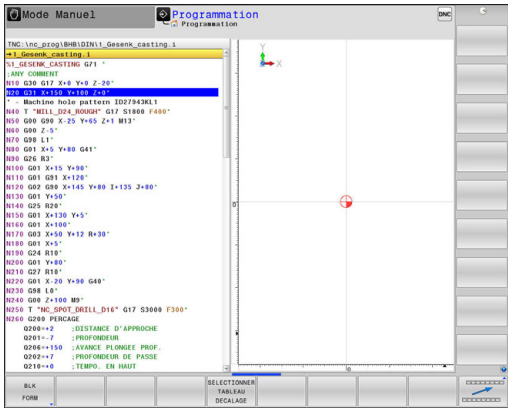 Mode Manuel
Programmation
Programmation
DNC
TNC:\nc_prog\BHB\DIN\1_Gesenk_casting.i
→1_Gesenk_casting.i
%1_GESENK_CASTING G71 *
;ANY COMMENT
N10 G30 G17 X+0 Y+0 Z-20*
N20 G31 X+150 Y+100 Z+0*
* - Machine hole pattern ID27943KL1
N40 T "MILL_D24_ROUGH" G17 S1800 F400*
N50 G00 G90 X-25 Y+65 Z+1 M13*
N60 G00 Z-5*
N70 G98 L1*
N80 G01 X+5 Y+80 G41*
N90 G26 R3*
N100 G01 X+15 Y+90*
N110 G01 G91 X+120*
N120 G02 G90 X+145 Y+80 I+135 J+80*
N130 G01 Y+50*
N140 G25 R20*
N150 G01 X+130 Y+5*
N160 G01 X+100*
N170 G03 X+50 Y+12 R+30*
N180 G01 X+5*
N190 G24 R10*
N200 G01 Y+80*
N210 G27 R10*
N220 G01 X-20 Y+90 G40*
N230 G98 L0*
N240 G00 Z+100 M9*
N250 T "NC_SPOT_DRILL_D16" G17 S3000 F300*
N260 G200 PERCAGE
Q200=+2 ;DISTANCE D'APPROCHE
Q201=-7 ;PROFONDEUR
Q206=+150 ;AVANCE PLONGEE PROF.
Q202=+7 ;PROFONDEUR DE PASSE
Q210=+0 ;TEMPO. EN HAUT
Y
X
0
0
BLK
FORM
SELECTIONNER
TABLEAU
DECALAGE